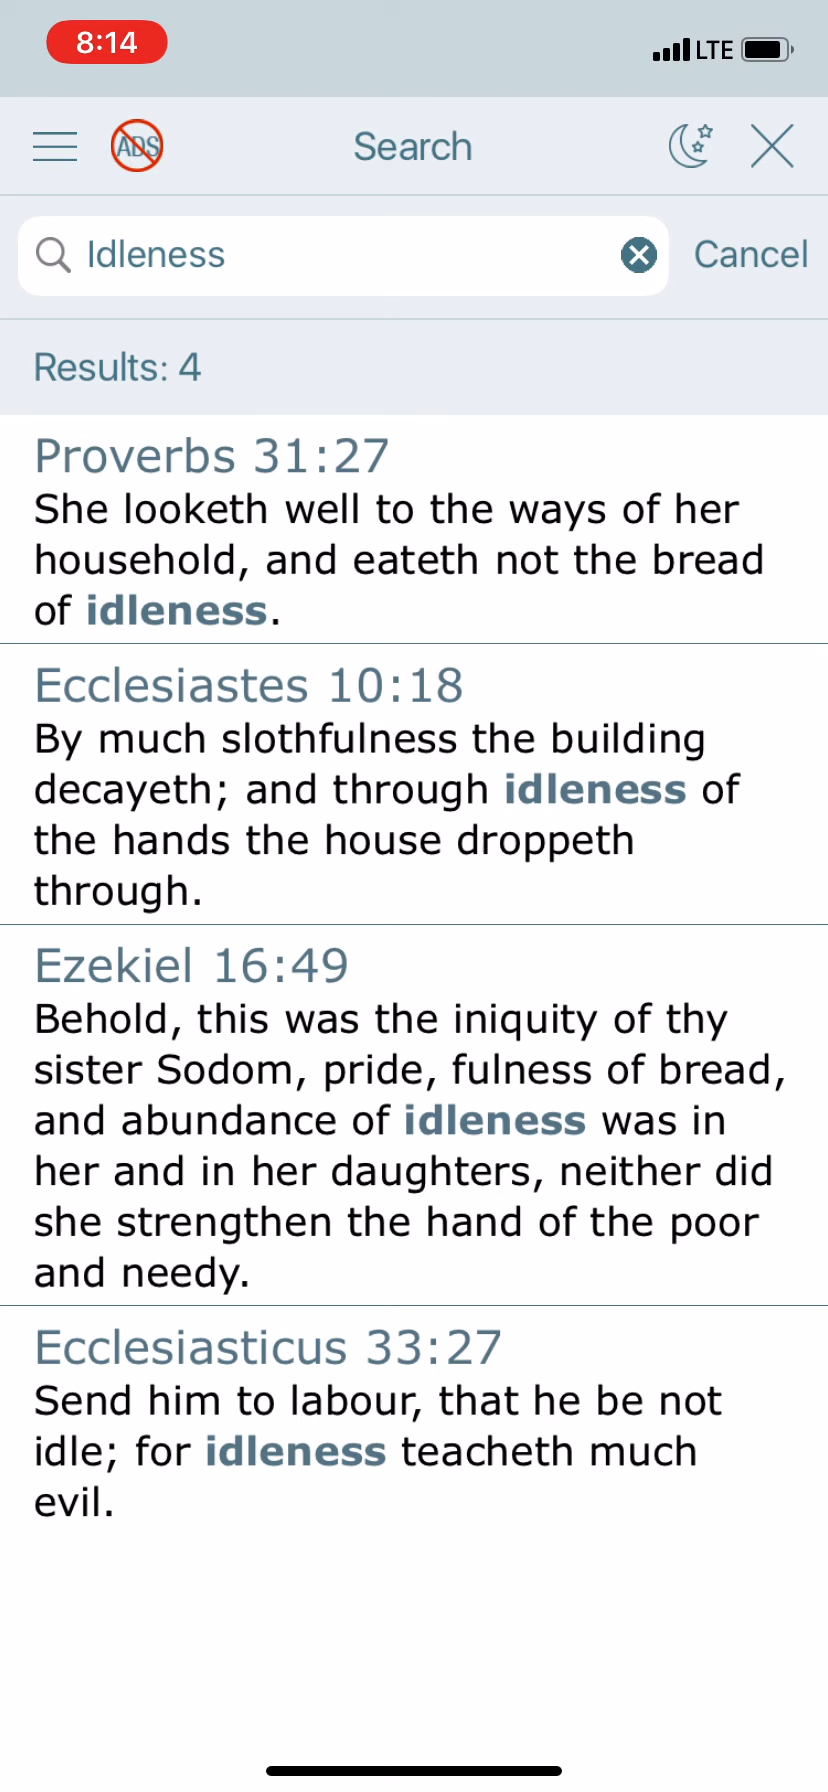 8:14
LTE
ADS
Search
Idleness
Cancel
Results: 4
Proverbs 31:27
She looketh well to the ways of her
household, and eateth not the bread
of idleness.
Ecclesiastes 10:18
By much slothfulness the building
decayeth; and through idleness of
the hands the house droppeth
through.
Ezekiel 16:49
Behold, this was the iniquity of thy
sister Sodom, pride, fulness of bread,
and abundance of idleness was in
her and in her daughters, neither did
she strengthen the hand of the poor
and needy.
Ecclesiasticus 33:27
Send him to labour, that he be not
idle; for idleness teacheth much
evil.